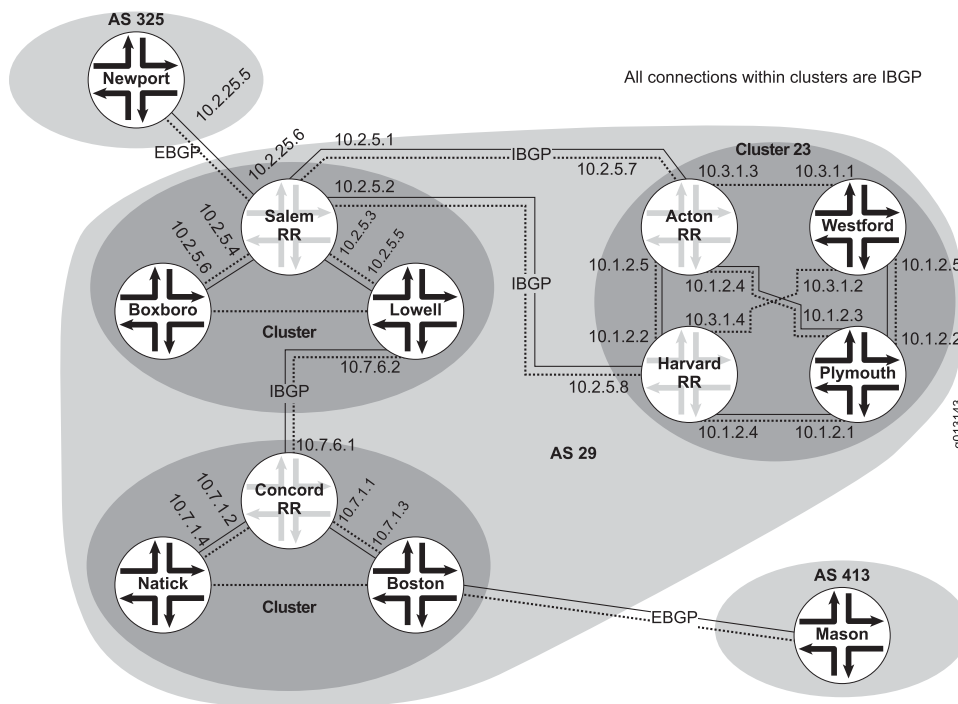 AS 325
Newport
10.2.25.5
All connections within clusters are IBGP
EBGP
10.2.25.6
10.2.5.1
IBGP
10.2.5.7
Cluster 23
10.3.1.3
10.3.1.1
10.2.5.2
Salem
RR
10.2.5.4
10.2.5.6
10.2.5.3
10.2.5.5
Acton
RR
Westford
10.1.2.5
10.1.2.4
10.3.1.2
10.1.2.5
IBGP
Boxboro
Lowell
Cluster
10.3.1.4
10.1.2.3
10.1.2.2
10.1.2.2
10.7.6.2
Harvard
RR
Plymouth
10.2.5.8
IBGP
10.1.2.4
10.1.2.1
g013143
10.7.6.1
AS 29
Concord
RR
10.7.1.2
10.7.1.4
10.7.1.1
10.7.1.3
Natick
Boston
Cluster
AS 413
EBGP
Mason